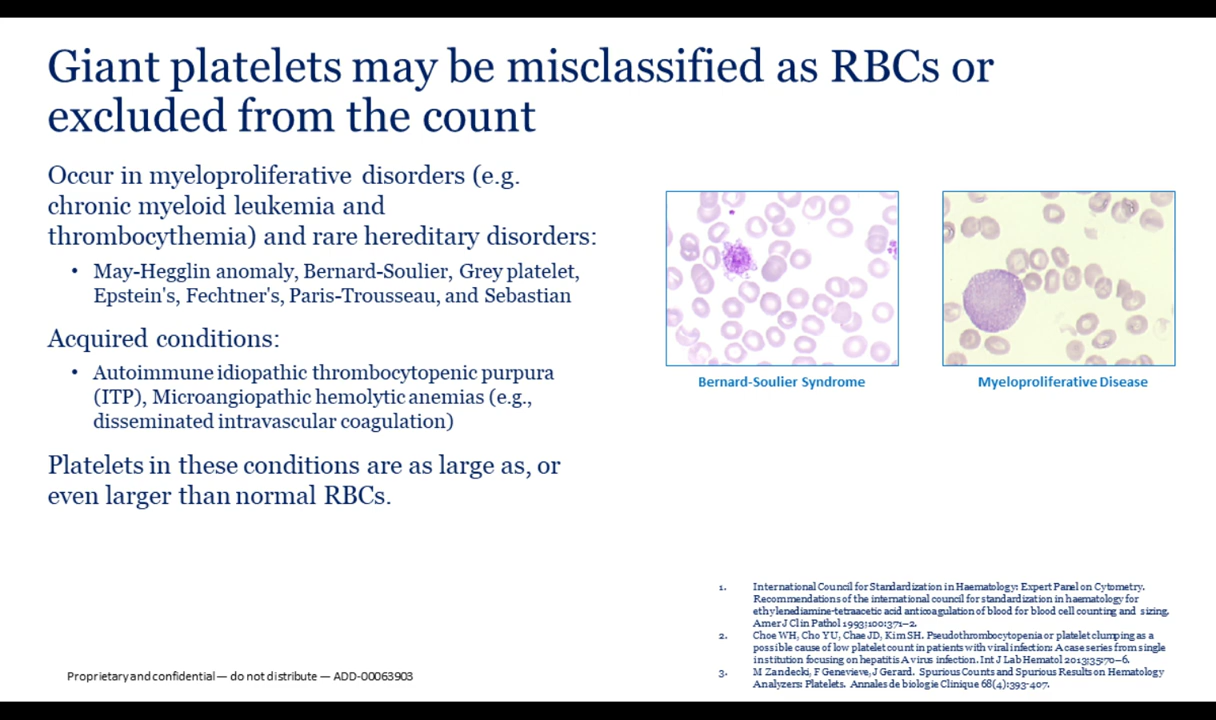 Giant platelets may be misclassified as RBCs or
excluded from the count
Occur in myeloproliferative disorders (e.g.
chronic myeloid leukemia and
thrombocythemia) and rare hereditary disorders:
• May-Hegglin anomaly, Bernard-Soulier, Grey platelet,
Epstein's, Fechtner's, Paris-Trousseau, and Sebastian
Acquired conditions:
• Autoimmune idiopathic thrombocytopenic purpura
(ITP), Microangiopathic hemolytic anemias (e.g.,
disseminated intravascular coagulation)
Platelets in these conditions are as large as, or
even larger than normal RBCs.
Bernard-Soulier Syndrome
Myeloproliferative Disease
1. International Council for Standardization in Haematology: Expert Panel on Cytometry.
Recommendations of the international council for standardization in haematology for
ethylenediamine-tetraacetic acid anticoagulation of blood for blood cell counting and sizing.
Amer J Clin Pathol 1993;100:371–2.
2. Choe WH, Cho YU, Chae JD, Kim SH. Pseudothrombocytopenia or platelet clumping as a
possible cause of low platelet count in patients with viral infection: A case series from single
institution focusing on hepatitis A virus infection. Int J Lab Hematol 2013;35:70–6.
3. M Zandecki, F Genevieve, J Gerard. Spurious Counts and Spurious Results on Hematology
Analyzers: Platelets. Annales de biologie Clinique 68(4):393-407.
Proprietary and confidential — do not distribute — ADD-00063903